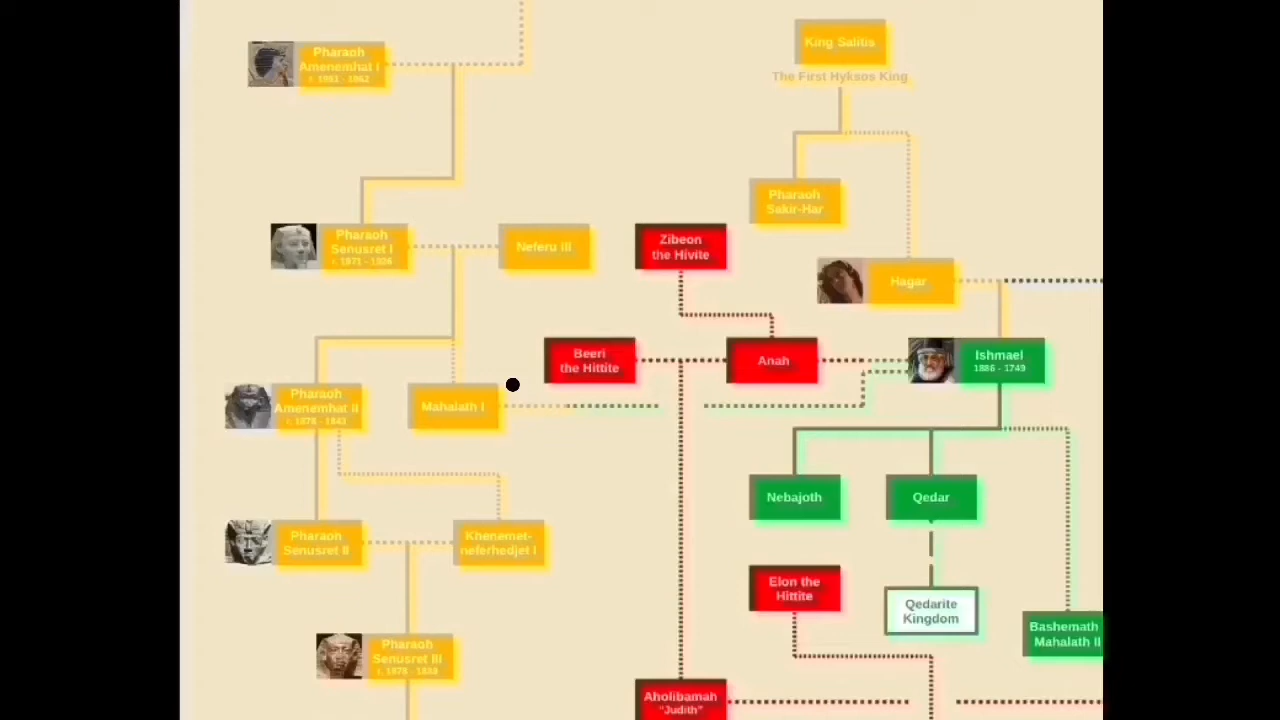 King Salitis
The First Hyksos King
Pharaoh
Amenemhat I
Pharaoh
Sakir-Har
Pharaoh
Senusret I
Neferu III
Zibeon
the Hivite
Hagar
Beeri
the Hittite
Anah
Ishmael
1886 - 1749
Pharaoh
Amenemhat II
Mahalath I
Nebajoth
Qedar
Pharaoh
Senusret II
Khenemet-
neferhedjet I
Elon the
Hittite
Qedarite
Kingdom
Bashemath
Mahalath II
Pharaoh
Senusret III
Aholibamah
"Judith"